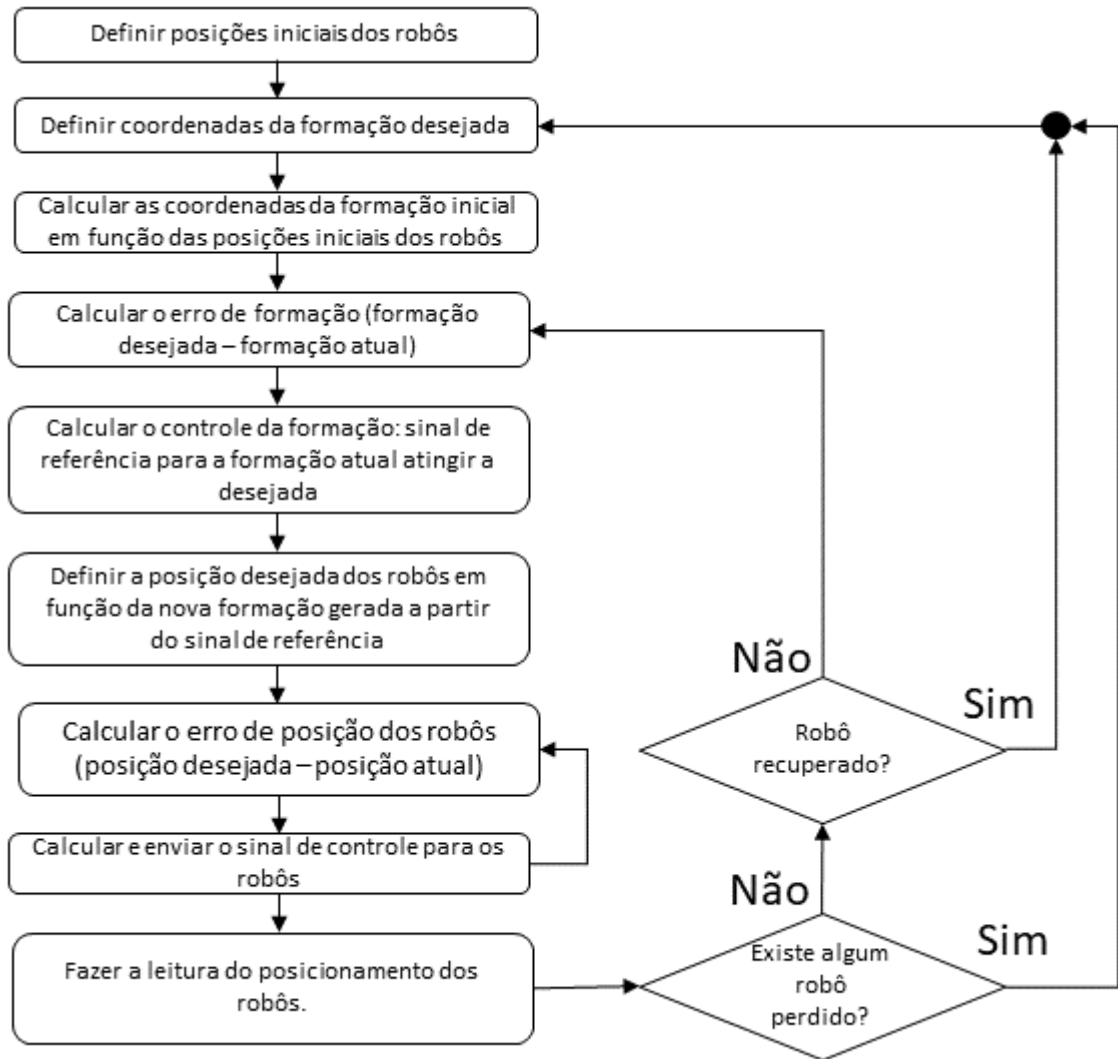 Definir posições iniciais dos robôs
Definir coordenadas da formação desejada
Calcular as coordenadas da formação inicial
em função das posições iniciais dos robôs
Calcular o erro de formação (formação
desejada – formação atual)
Calcular o controle da formação: sinal de
referência para a formação atual atingir a
desejada
Definir a posição desejada dos robôs em
função da nova formação gerada a partir
do sinal de referência
Calcular o erro de posição dos robôs
(posição desejada – posição atual)
Calcular e enviar o sinal de controle para os
robôs
Fazer a leitura do posicionamento dos
robôs.
Existe algum
robô
perdido?
Não
Sim
Robô
recuperado?
Não
Sim